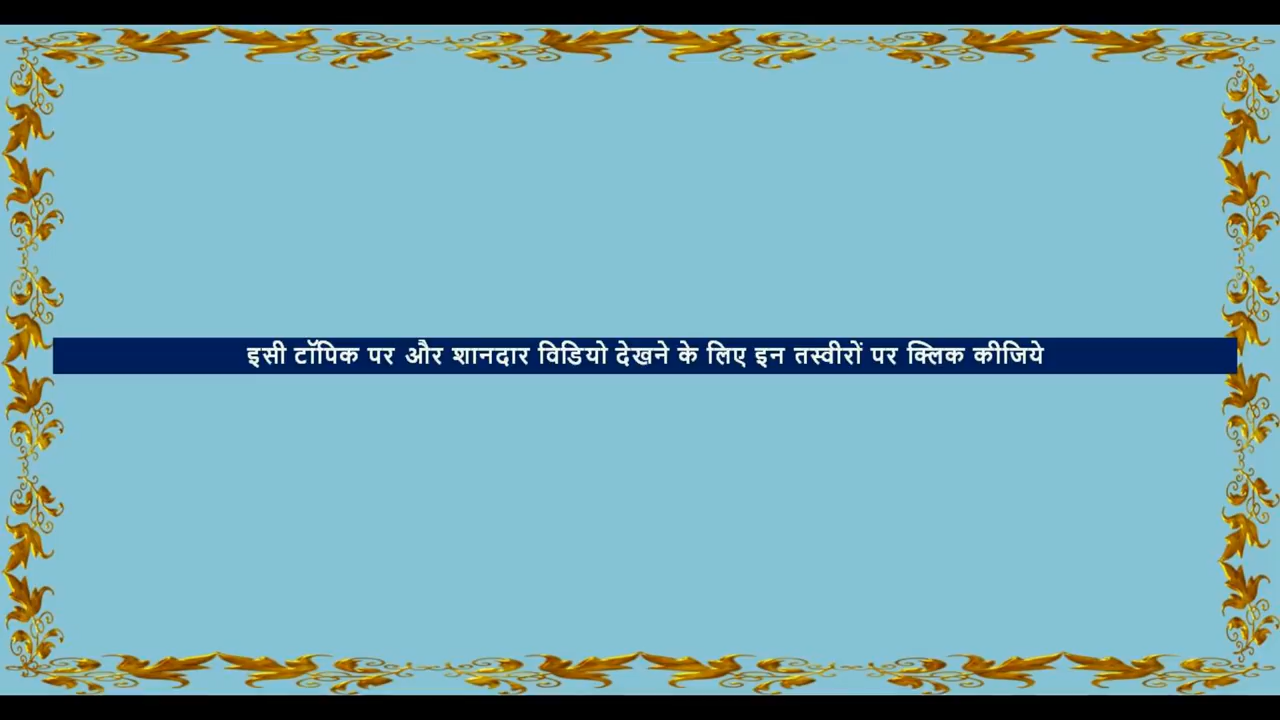 इसी टॉपिक पर और शानदार विडियो देखने के लिए इन तस्वीरों पर क्लिक कीजिये